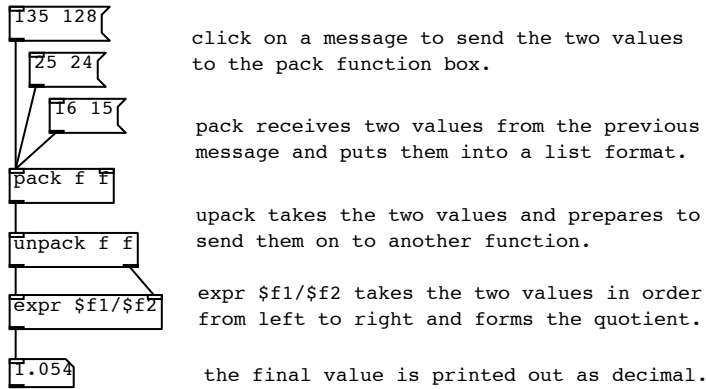 135 128
click on a message to send the two values
25 24
to the pack function box.
16 15
pack receives two values from the previous
message and puts them into a list format.
pack f f
upack takes the two values and prepares to
unpack f f
send them on to another function.
expr $f1/$f2 takes the two values in order
expr $f1/$f2
from left to right and forms the quotient.
1.054
the final value is printed out as decimal.